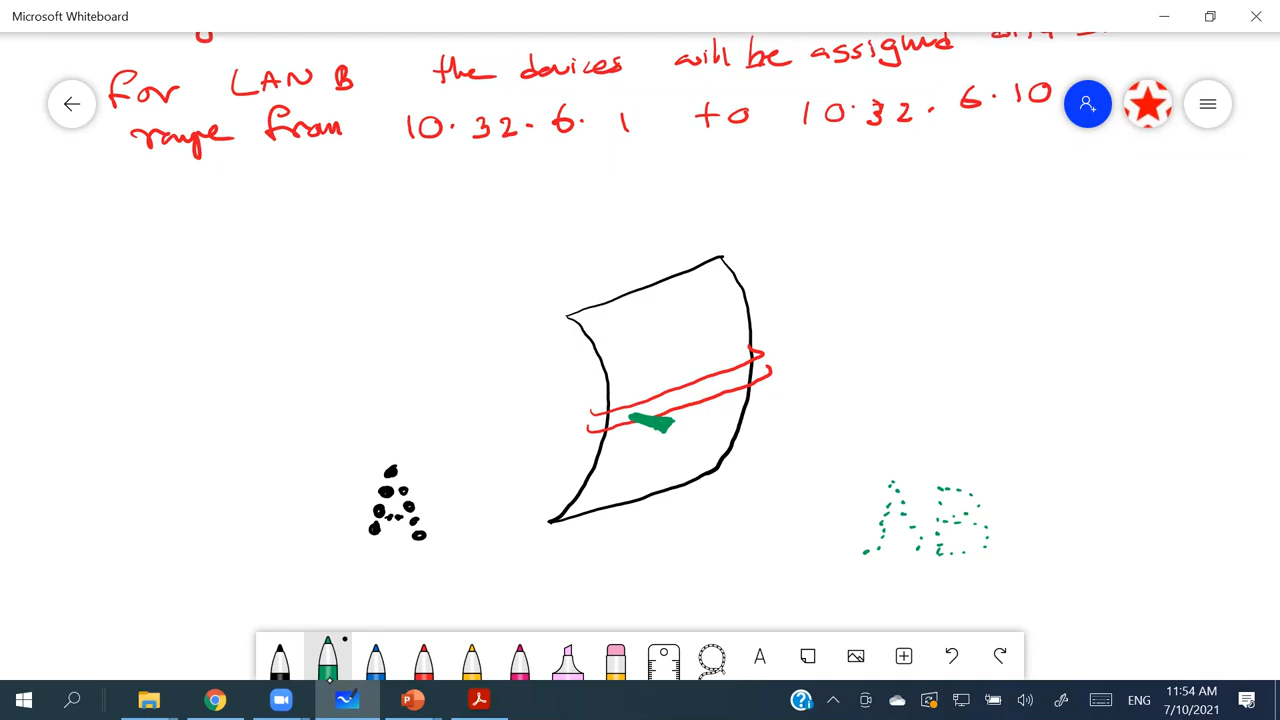 Microsoft Whiteboard
For LAN B the devices will be assigned
range from 10.32.6.1 to 10.32.6.10
A
AB
A
ENG
11:54 AM
7/10/2021